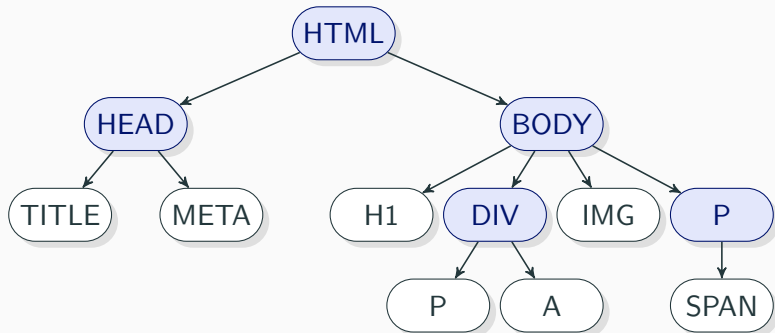 HTML
HEAD BODY
TITLE META H1 DIV IMG P
P A SPAN